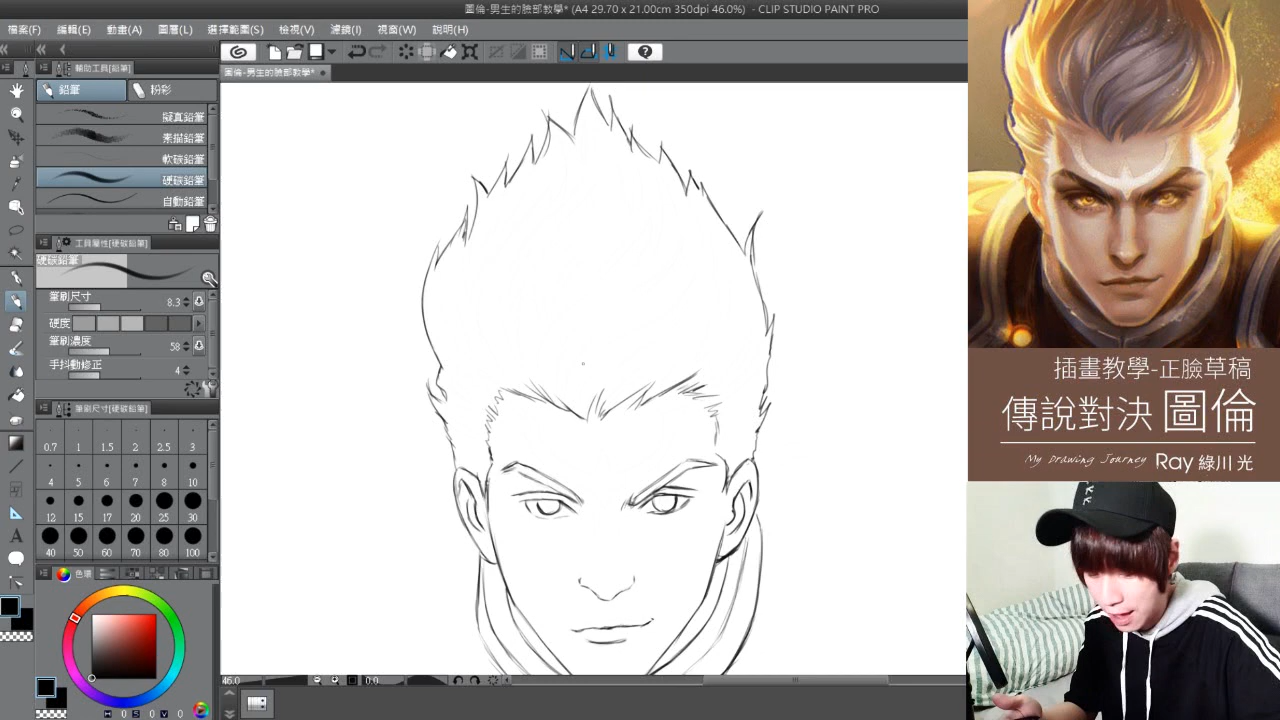 圖倫-男生的臉部教學* (A4 29.70 x 21.00cm 350dpi 46.0%) - CLIP STUDIO PAINT PRO
檔案(F) 編輯(E) 動畫(A) 圖層(L) 選擇範圍(S) 檢視(V) 濾鏡(I) 視窗(W) 說明(H)
輔助工具[鉛筆]
圖倫-男生的臉部教學*
鉛筆 粉彩
擬真鉛筆
素描鉛筆
軟碳鉛筆
硬碳鉛筆
自動鉛筆
工具屬性[硬碳鉛筆]
硬碳鉛筆
筆刷尺寸 8.3
硬度
筆刷濃度 58
手抖動修正 4
筆刷尺寸[硬碳鉛筆]
0.7 1 1.5 2 2.5 3
4 5 6 7 8 10
12 15 17 20 25 30
40 50 60 70 80 100
色環
H 0 S 0 V 0
46.0 0.0
插畫教學-正臉草稿
傳說對決 圖倫
My Drawing Journey Ray 綠川 光